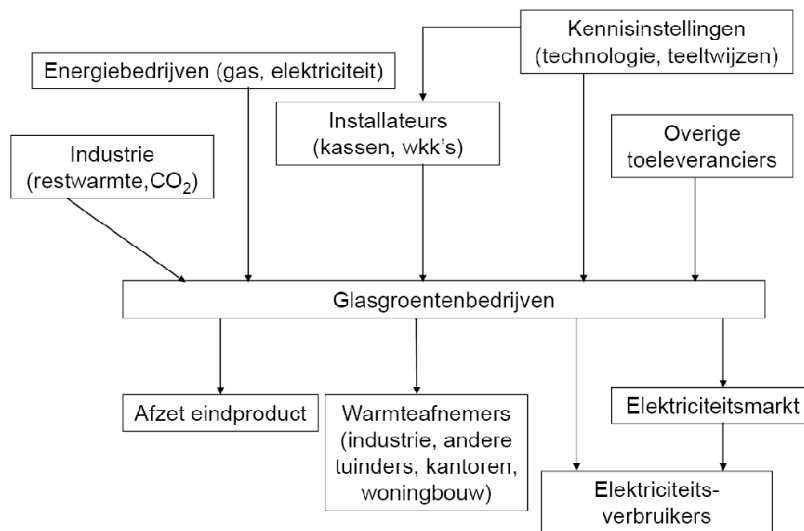 Kennisinstellingen
(technologie, teeltwijzen)
Energiebedrijven (gas, elektriciteit)
Installateurs
(kassen, wkk's)
Overige
toeleveranciers
Industrie
(restwarmte,CO₂)
Glasgroentenbedrijven
Afzet eindproduct
Warmteafnemers
(industrie, andere
tuinders, kantoren,
woningbouw)
Elektriciteitsmarkt
Elektriciteits-
verbruikers